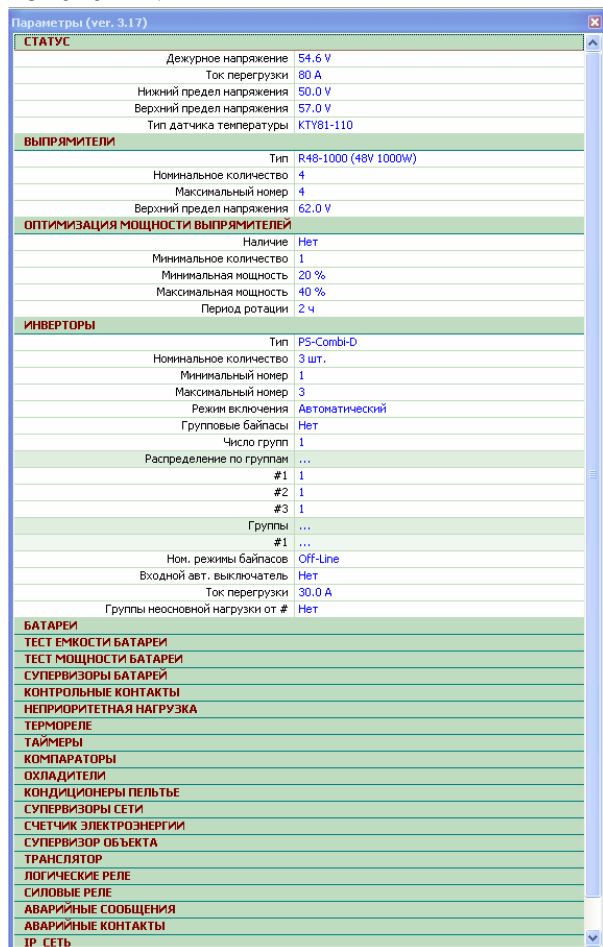 Параметры (ver. 3.17)
СТАТУС
Дежурное напряжение 54.6 V
Ток перегрузки 80 A
Нижний предел напряжения 50.0 V
Верхний предел напряжения 57.0 V
Тип датчика температуры KTY81-110
ВЫПРЯМИТЕЛИ
Тип R48-1000 (48V 1000W)
Номинальное количество 4
Максимальный номер 4
Верхний предел напряжения 62.0 V
ОПТИМИЗАЦИЯ МОЩНОСТИ ВЫПРЯМИТЕЛЕЙ
Наличие Нет
Минимальное количество 1
Минимальная мощность 20 %
Максимальная мощность 40 %
Период ротации 2 ч
ИНВЕРТОРЫ
Тип PS-Combi-D
Номинальное количество 3 шт.
Минимальный номер 1
Максимальный номер 3
Режим включения Автоматический
Групповые байпасы Нет
Число групп 1
Распределение по группам ...
#1 1
#2 1
#3 1
Группы ...
#1 ...
Ном. режимы байпасов Off-Line
Входной авт. выключатель Нет
Ток перегрузки 30.0 A
Группы неосновной нагрузки от # Нет
БАТАРЕИ
ТЕСТ ЕМКОСТИ БАТАРЕИ
ТЕСТ МОЩНОСТИ БАТАРЕИ
СУПЕРВИЗОРЫ БАТАРЕЙ
КОНТРОЛЬНЫЕ КОНТАКТЫ
НЕПРИОРИТЕТНАЯ НАГРУЗКА
ТЕРМОРЕЛЕ
ТАЙМЕРЫ
КОМПАРАТОРЫ
ОХЛАДИТЕЛИ
КОНДИЦИОНЕРЫ ПЕЛЬТЬЕ
СУПЕРВИЗОРЫ СЕТИ
СЧЕТЧИК ЭЛЕКТРОЭНЕРГИИ
СУПЕРВИЗОР ОБЪЕКТА
ТРАНСЛЯТОР
ЛОГИЧЕСКИЕ РЕЛЕ
СИЛОВЫЕ РЕЛЕ
АВАРИЙНЫЕ СООБЩЕНИЯ
АВАРИЙНЫЕ КОНТАКТЫ
IP СЕТЬ